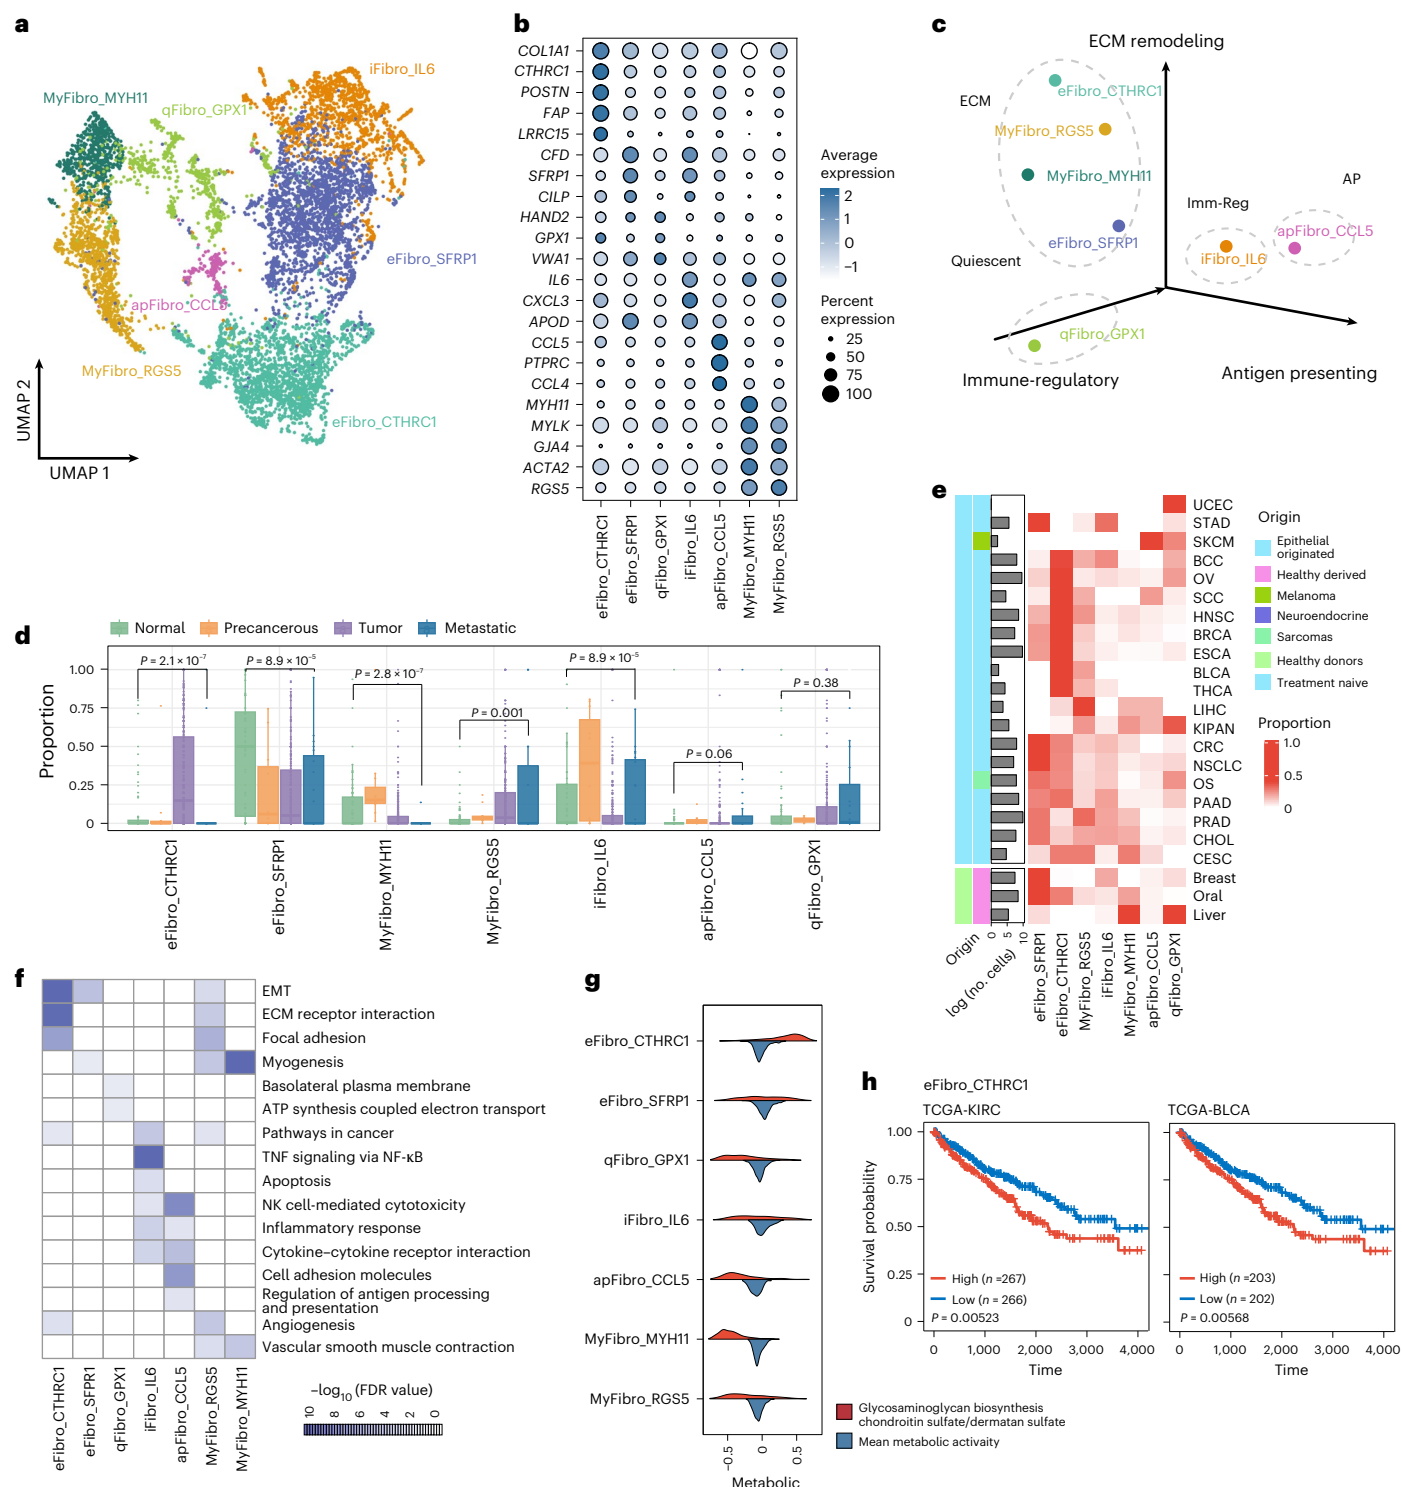 a
iFibro_IL6
MyFibro_MYH11
qFibro_GPX1
eFibro_SFRP1
apFibro_CCL5
MyFibro_RGS5
eFibro_CTHRC1
UMAP 2
UMAP 1
b
COL1A1
CTHRC1
POSTN
FAP
LRRC15
CFD
SFRP1
CILP
HAND2
GPX1
VWA1
IL6
CXCL3
APOD
CCL5
PTPRC
CCL4
MYH11
MYLK
GJA4
ACTA2
RGS5
eFibro_CTHRC1
eFibro_SFRP1
qFibro_GPX1
iFibro_IL6
apFibro_CCL5
MyFibro_MYH11
MyFibro_RGS5
Average
expression
2
1
0
−1
Percent
expression
25
50
75
100
c
ECM remodeling
ECM
eFibro_CTHRC1
MyFibro_RGS5
MyFibro_MYH11
eFibro_SFRP1
Quiescent
qFibro_GPX1
Immune-regulatory
Imm-Reg
iFibro_IL6
AP
apFibro_CCL5
Antigen presenting
d
Normal
Precancerous
Tumor
Metastatic
Proportion
1.00
0.75
0.50
0.25
0
P = 2.1 × 10⁻⁷
P = 8.9 × 10⁻⁵
P = 2.8 × 10⁻⁷
P = 0.001
P = 8.9 × 10⁻⁵
P = 0.06
P = 0.38
eFibro_CTHRC1
eFibro_SFRP1
MyFibro_MYH11
MyFibro_RGS5
iFibro_IL6
apFibro_CCL5
qFibro_GPX1
e
UCEC
STAD
SKCM
BCC
OV
SCC
HNSC
BRCA
ESCA
BLCA
THCA
LIHC
KIPAN
CRC
NSCLC
OS
PAAD
PRAD
CHOL
CESC
Breast
Oral
Liver
Origin
0
5
10
log (no. cells)
eFibro_SFRP1
eFibro_CTHRC1
MyFibro_RGS5
iFibro_IL6
MyFibro_MYH11
apFibro_CCL5
qFibro_GPX1
Origin
Epithelial
originated
Healthy derived
Melanoma
Neuroendocrine
Sarcomas
Healthy donors
Treatment naive
Proportion
1.0
0.5
0
f
EMT
ECM receptor interaction
Focal adhesion
Myogenesis
Basolateral plasma membrane
ATP synthesis coupled electron transport
Pathways in cancer
TNF signaling via NF-κB
Apoptosis
NK cell-mediated cytotoxicity
Inflammatory response
Cytokine–cytokine receptor interaction
Cell adhesion molecules
Regulation of antigen processing
and presentation
Angiogenesis
Vascular smooth muscle contraction
eFibro_CTHRC1
eFibro_SFPR1
qFibro_GPX1
iFibro_IL6
apFibro_CCL5
MyFibro_RGS5
MyFibro_MYH11
−log₁₀ (FDR value)
10
8
6
4
2
0
g
eFibro_CTHRC1
eFibro_SFRP1
qFibro_GPX1
iFibro_IL6
apFibro_CCL5
MyFibro_MYH11
MyFibro_RGS5
−0.5
0
0.5
Metabolic
Glycosaminoglycan biosynthesis
chondroitin sulfate/dermatan sulfate
Mean metabolic activaity
h
eFibro_CTHRC1
TCGA-KIRC
Survival probability
1.00
0.75
0.50
0.25
0
High (n =267)
Low (n = 266)
P = 0.00523
0
1,000
2,000
3,000
4,000
Time
TCGA-BLCA
High (n =203)
Low (n = 202)
P = 0.00568
0
1,000
2,000
3,000
4,000
Time